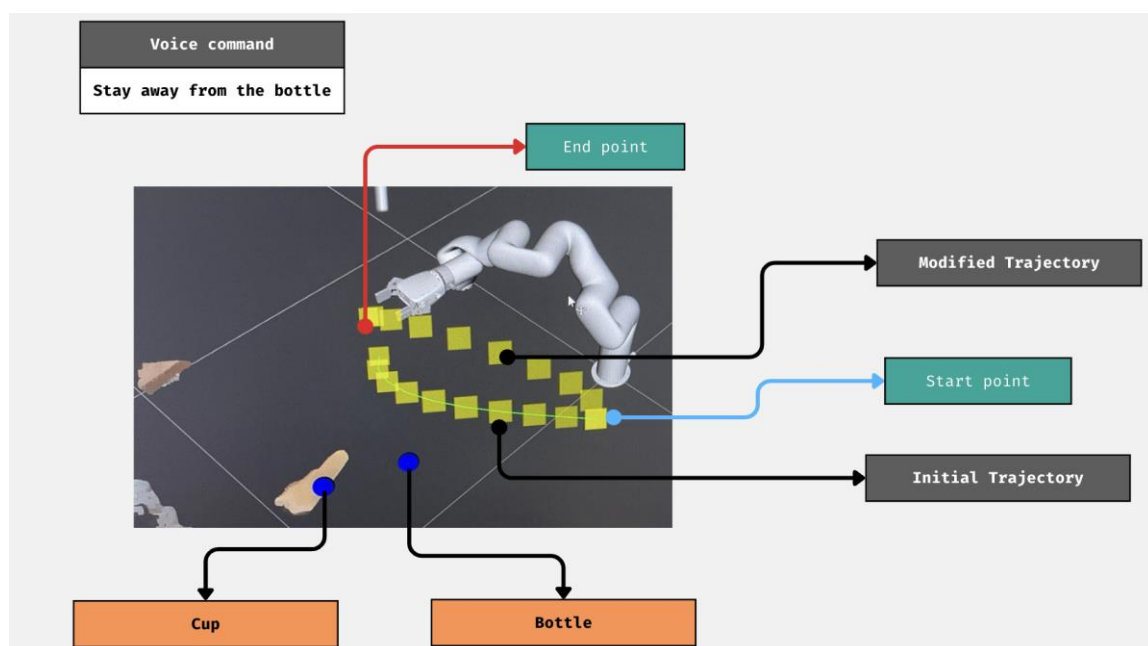 Voice command
Stay away from the bottle
End point
Modified Trajectory
Start point
Initial Trajectory
Cup
Bottle